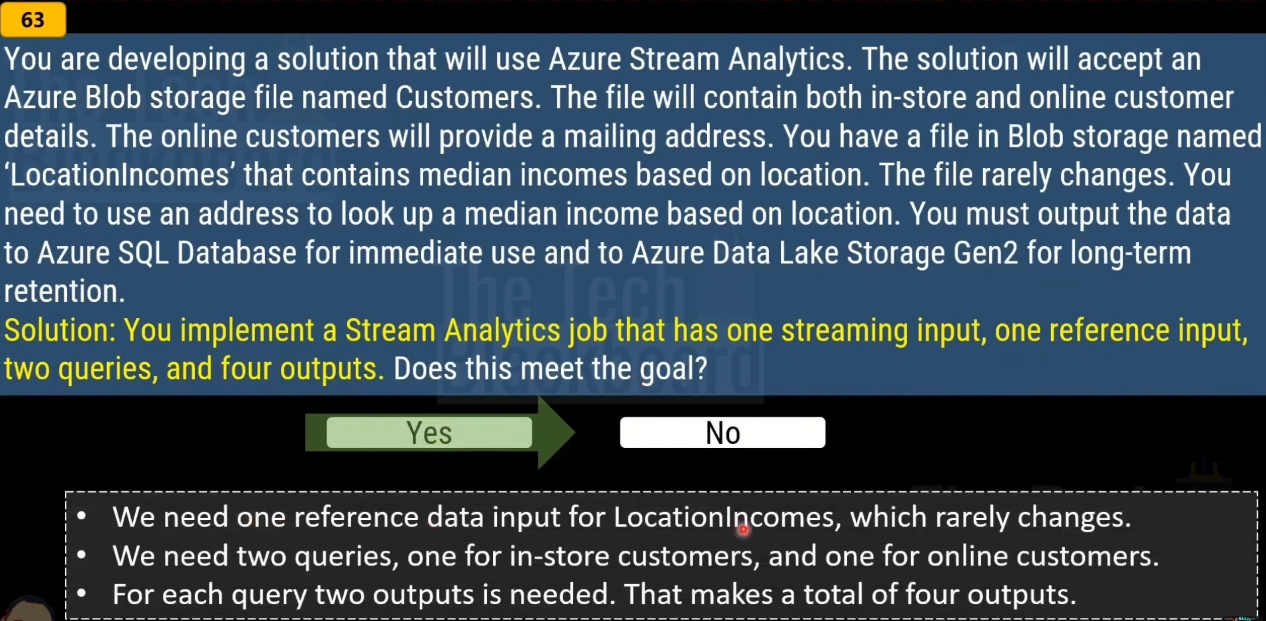 63
You are developing a solution that will use Azure Stream Analytics. The solution will accept an
Azure Blob storage file named Customers. The file will contain both in-store and online customer
details. The online customers will provide a mailing address. You have a file in Blob storage named
‘LocationIncomes’ that contains median incomes based on location. The file rarely changes. You
need to use an address to look up a median income based on location. You must output the data
to Azure SQL Database for immediate use and to Azure Data Lake Storage Gen2 for long-term
retention.
Solution: You implement a Stream Analytics job that has one streaming input, one reference input,
two queries, and four outputs. Does this meet the goal?
The Tech
Blackboard
Yes
No
• We need one reference data input for LocationIncomes, which rarely changes.
• We need two queries, one for in-store customers, and one for online customers.
• For each query two outputs is needed. That makes a total of four outputs.